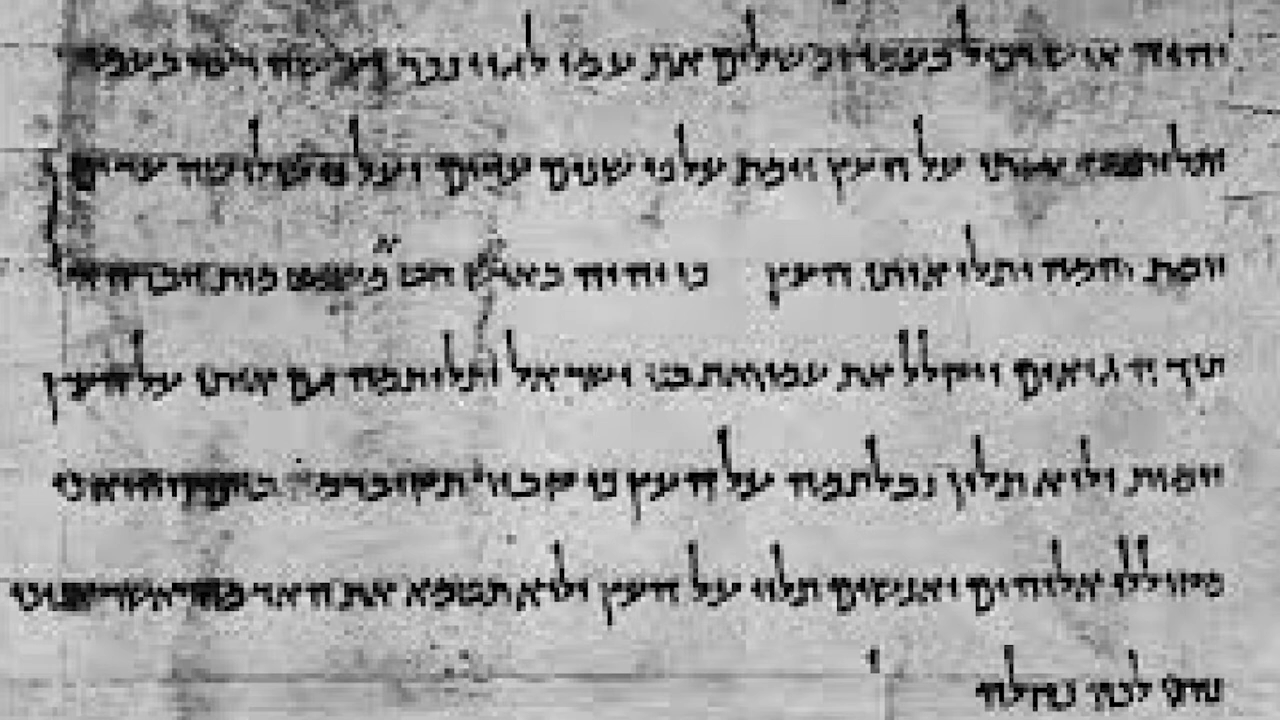 יהיה איש רכיל בעמו ומשלים את עמו לגוי נכר ועושה רעה בעמו
ותליתמה אותו על העץ וימת על פי שנים עדים ועל פי שלושה עדים
יומת והמה יתלו אותו העץ כי יהיה באיש חטא משפט מות ויברח אל
תוך הגואים ויקלל את עמו ואת בני ישראל ותליתמה גם אותו על העץ
וימות ולוא תלין נבלתמה על העץ כי קבור תקוברמה ביום ההוא כי
מקוללי אלוהים ואנשים תלוי על העץ ולוא תטמא את האדמה אשר אנוכי
נותן לכה נחלה